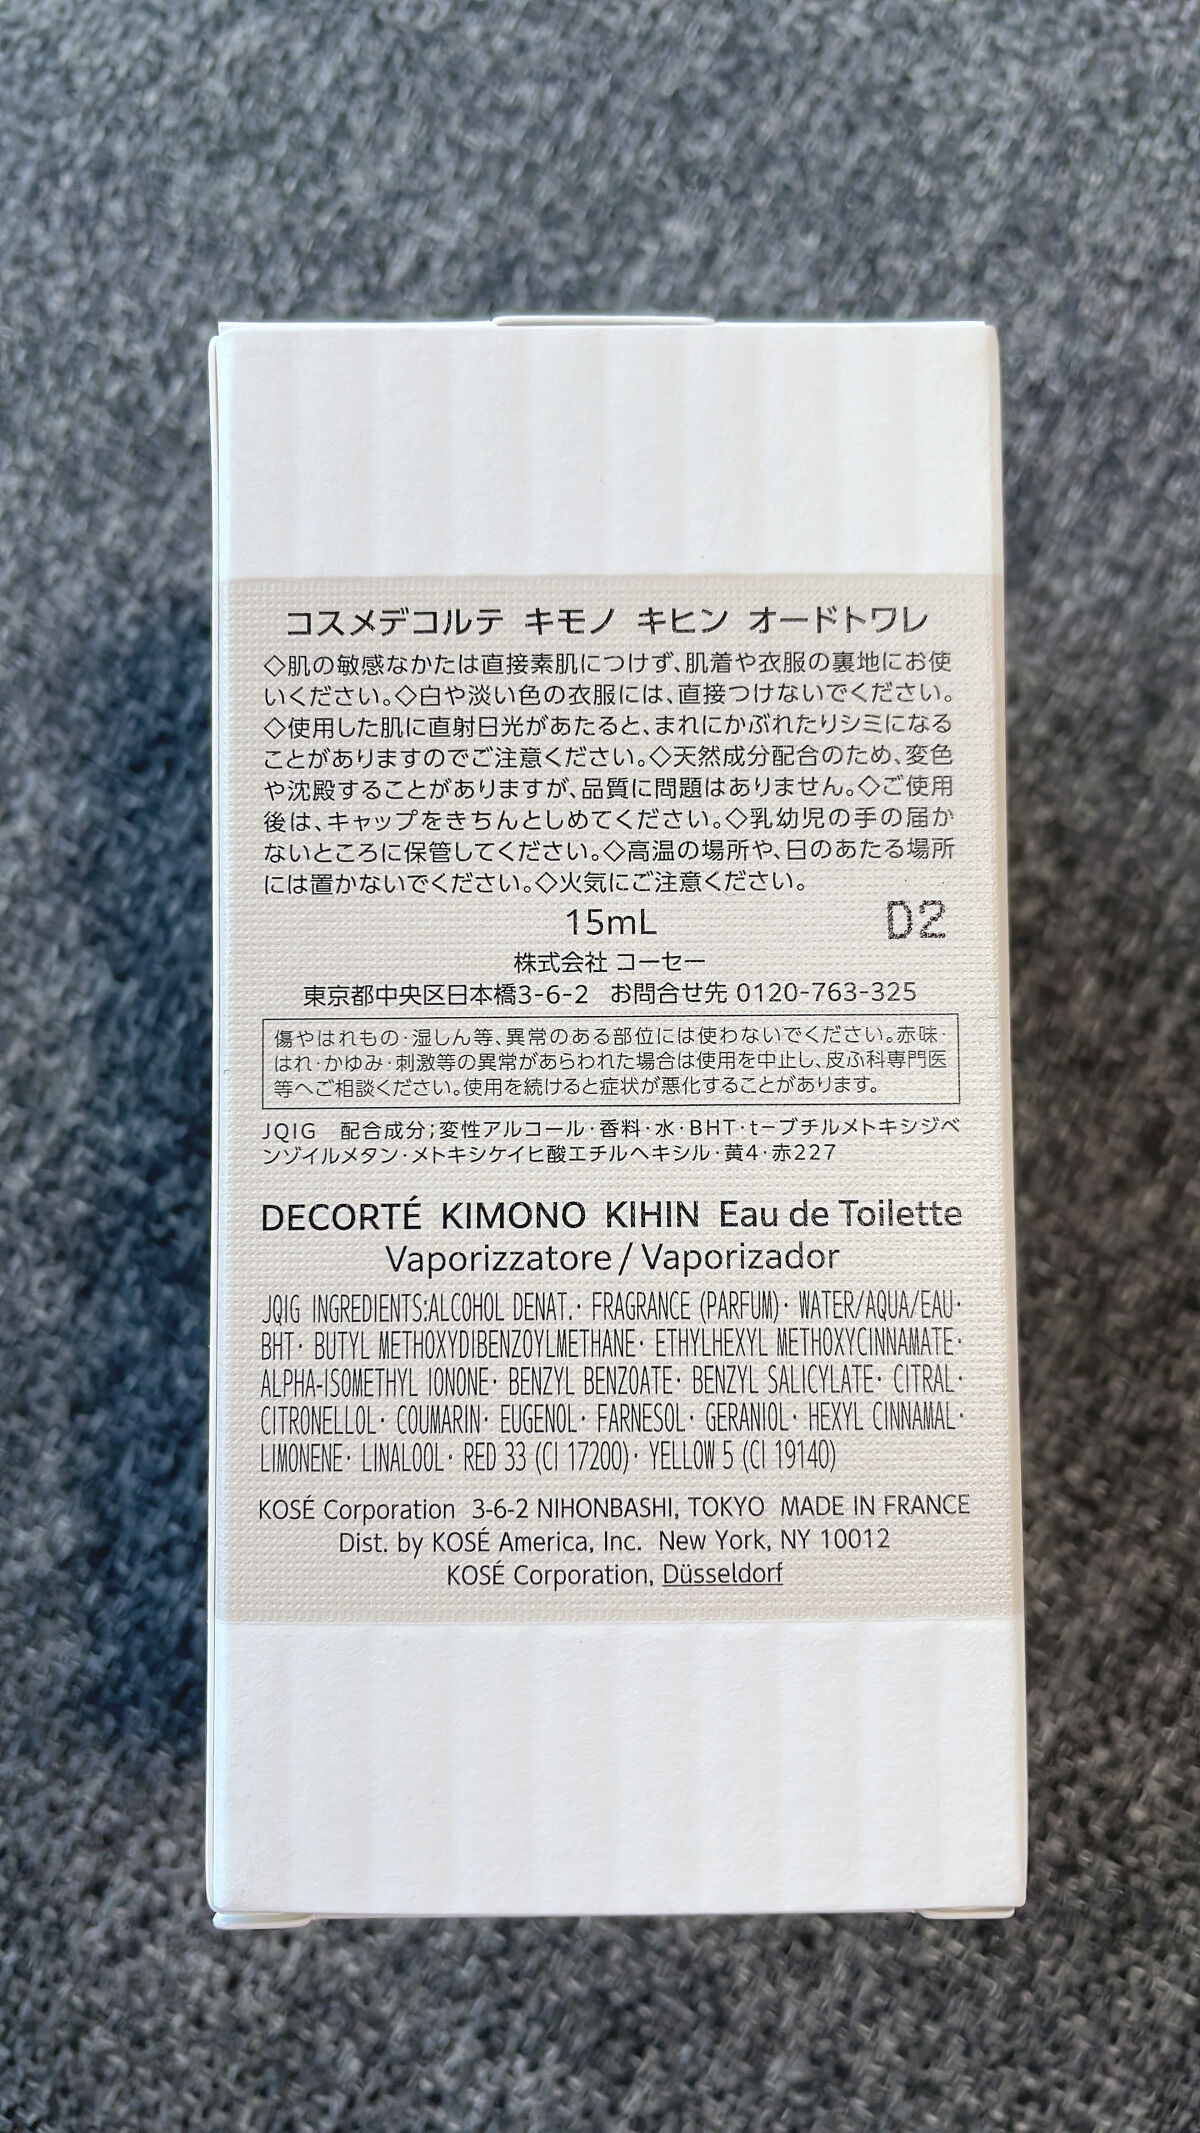 コスメデコルテ キモノ キヒン オードトワレ
◇肌の敏感なかたは直接素肌につけず、肌着や衣服の裏地にお使
いください。◇白や淡い色の衣服には、直接つけないでください。
◇使用した肌に直射日光があたると、まれにかぶれたりシミになる
ことがありますのでご注意ください。◇天然成分配合のため、変色
や沈殿することがありますが、品質に問題はありません。◇ご使用
後は、キャップをきちんとしめてください。◇乳幼児の手の届か
ないところに保管してください。◇高温の場所や、日のあたる場所
には置かないでください。◇火気にご注意ください。
15mL D2
株式会社 コーセー
東京都中央区日本橋3-6-2 お問合せ先 0120-763-325
傷やはれもの・湿しん等、異常のある部位には使わないでください。赤味・
はれ・かゆみ・刺激等の異常があらわれた場合は使用を中止し、皮ふ科専門医
等へご相談ください。使用を続けると症状が悪化することがあります。
JQIG 配合成分;変性アルコール・香料・水・BHT・t−ブチルメトキシジベ
ンゾイルメタン・メトキシケイヒ酸エチルヘキシル・黄4・赤227
DECORTÉ KIMONO KIHIN Eau de Toilette
Vaporizzatore / Vaporizador
JQIG INGREDIENTS:ALCOHOL DENAT.· FRAGRANCE (PARFUM)· WATER/AQUA/EAU·
BHT· BUTYL METHOXYDIBENZOYLMETHANE· ETHYLHEXYL METHOXYCINNAMATE·
ALPHA-ISOMETHYL IONONE· BENZYL BENZOATE· BENZYL SALICYLATE· CITRAL·
CITRONELLOL· COUMARIN· EUGENOL· FARNESOL· GERANIOL· HEXYL CINNAMAL·
LIMONENE· LINALOOL· RED 33 (CI 17200)· YELLOW 5 (CI 19140)
KOSÉ Corporation 3-6-2 NIHONBASHI, TOKYO MADE IN FRANCE
Dist. by KOSÉ America, Inc. New York, NY 10012
KOSÉ Corporation, Düsseldorf